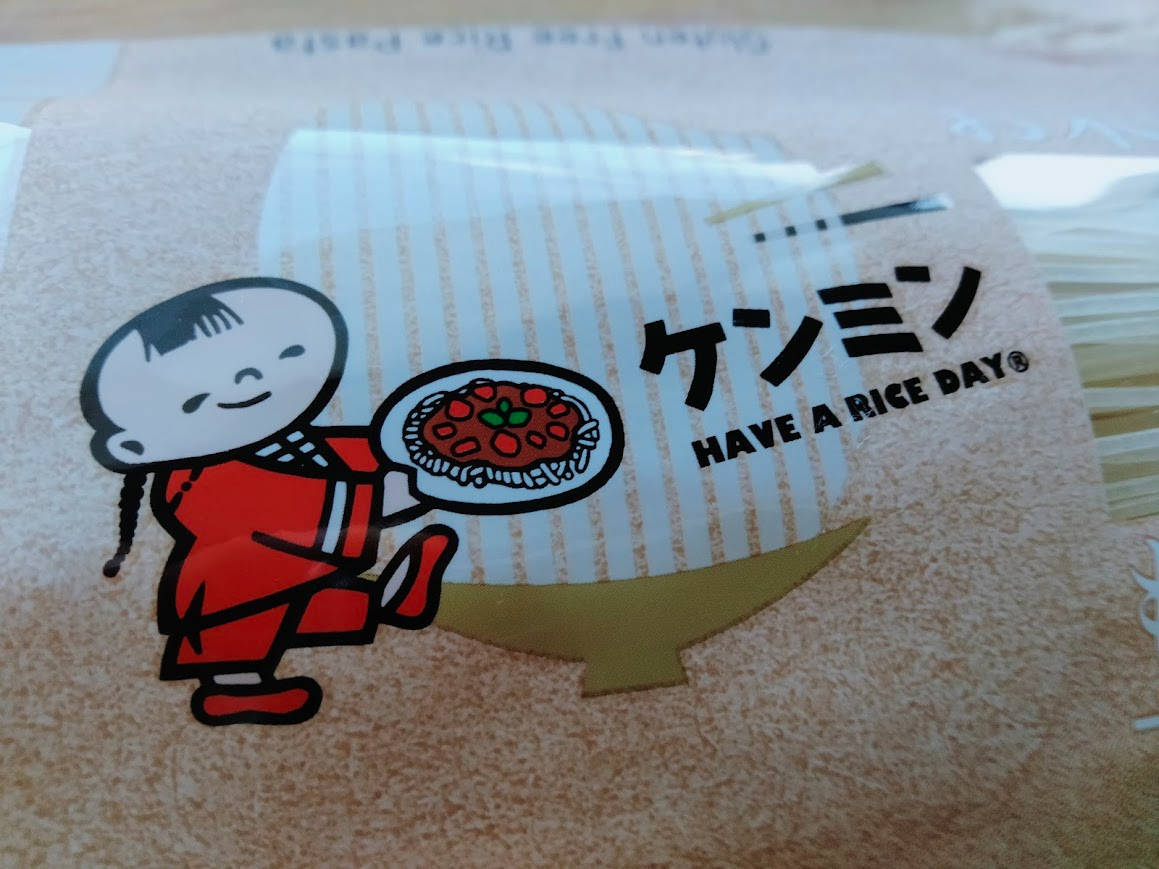 Gluten Free Rice Pasta
ケンミン
HAVE A RICE DAY®